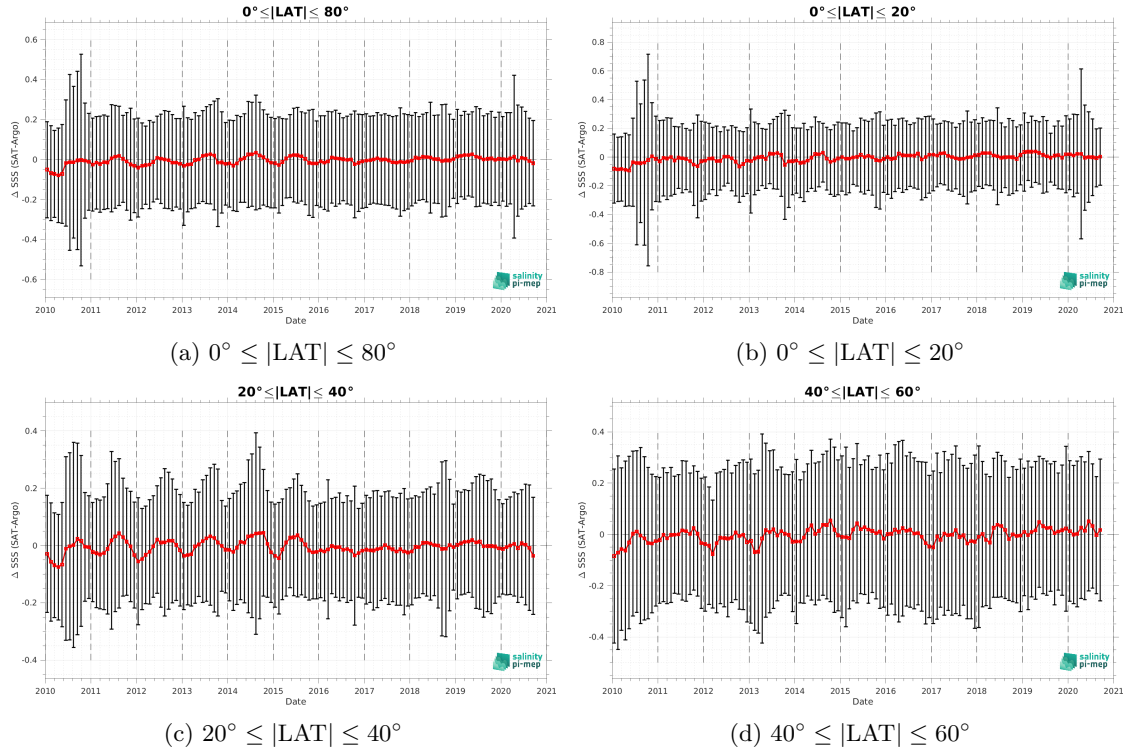 0°≤|LAT|≤ 80°
0.6
0.4
0.2
0
-0.2
-0.4
-0.6
Δ SSS (SAT-Argo)
2010 2011 2012 2013 2014 2015 2016 2017 2018 2019 2020 2021
Date
salinity
pi-mep
(a) 0° ≤ |LAT| ≤ 80°
0°≤|LAT|≤ 20°
0.8
0.6
0.4
0.2
0
-0.2
-0.4
-0.6
-0.8
Δ SSS (SAT-Argo)
2010 2011 2012 2013 2014 2015 2016 2017 2018 2019 2020 2021
Date
salinity
pi-mep
(b) 0° ≤ |LAT| ≤ 20°
20°≤|LAT|≤ 40°
0.4
0.2
0
-0.2
-0.4
Δ SSS (SAT-Argo)
2010 2011 2012 2013 2014 2015 2016 2017 2018 2019 2020 2021
Date
salinity
pi-mep
(c) 20° ≤ |LAT| ≤ 40°
40°≤|LAT|≤ 60°
0.4
0.2
0
-0.2
-0.4
Δ SSS (SAT-Argo)
2010 2011 2012 2013 2014 2015 2016 2017 2018 2019 2020 2021
Date
salinity
pi-mep
(d) 40° ≤ |LAT| ≤ 60°